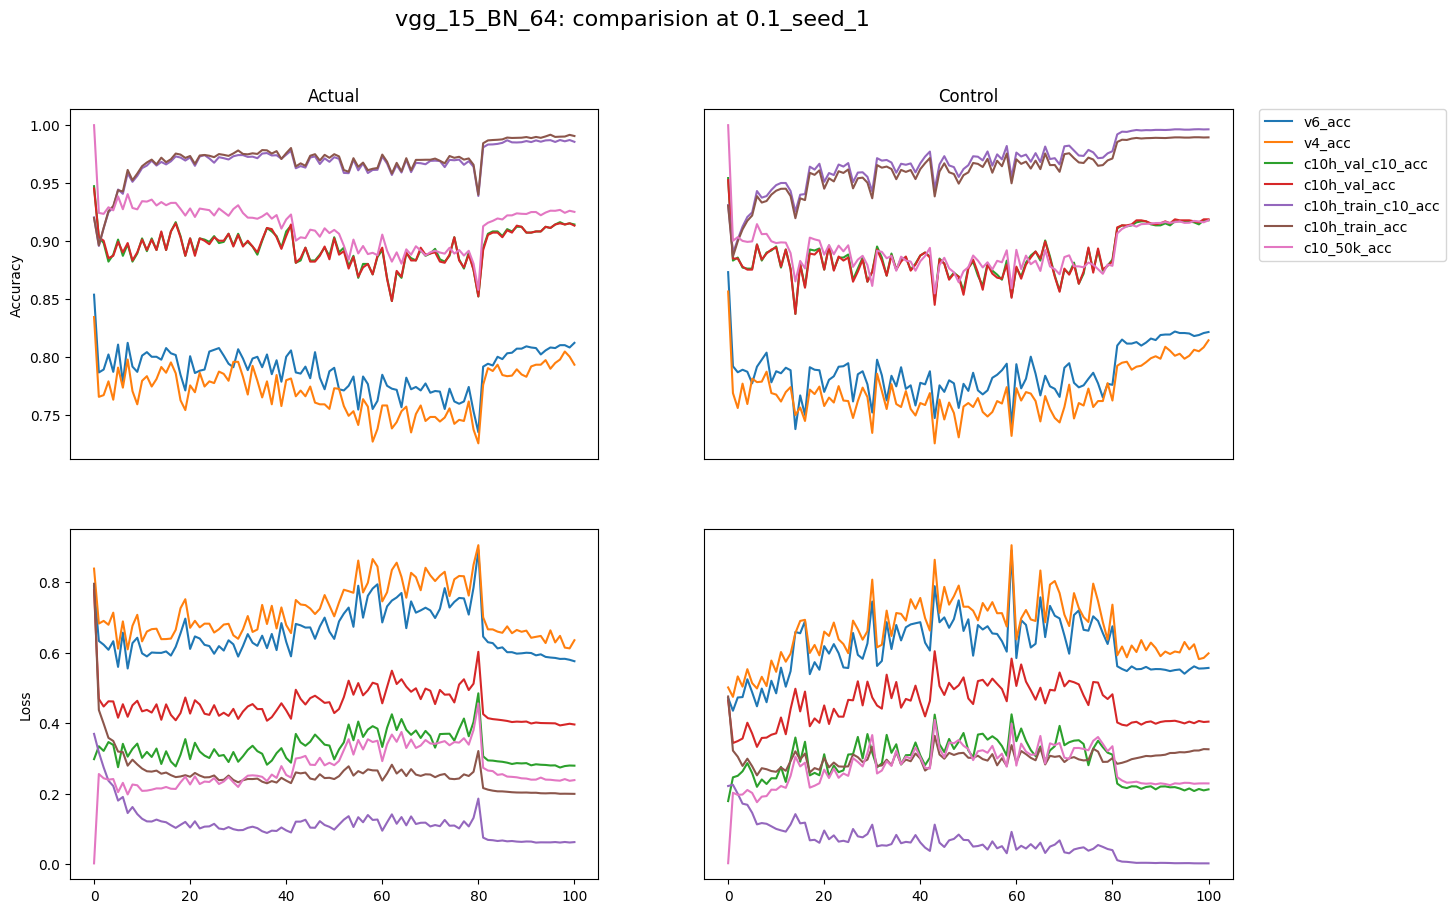 vgg_15_BN_64: comparision at 0.1_seed_1
Actual
Control
v6_acc
v4_acc
c10h_val_c10_acc
c10h_val_acc
c10h_train_c10_acc
c10h_train_acc
c10_50k_acc
Accuracy
1.00
0.95
0.90
0.85
0.80
0.75
Loss
0.8
0.6
0.4
0.2
0.0
0 20 40 60 80 100
0 20 40 60 80 100